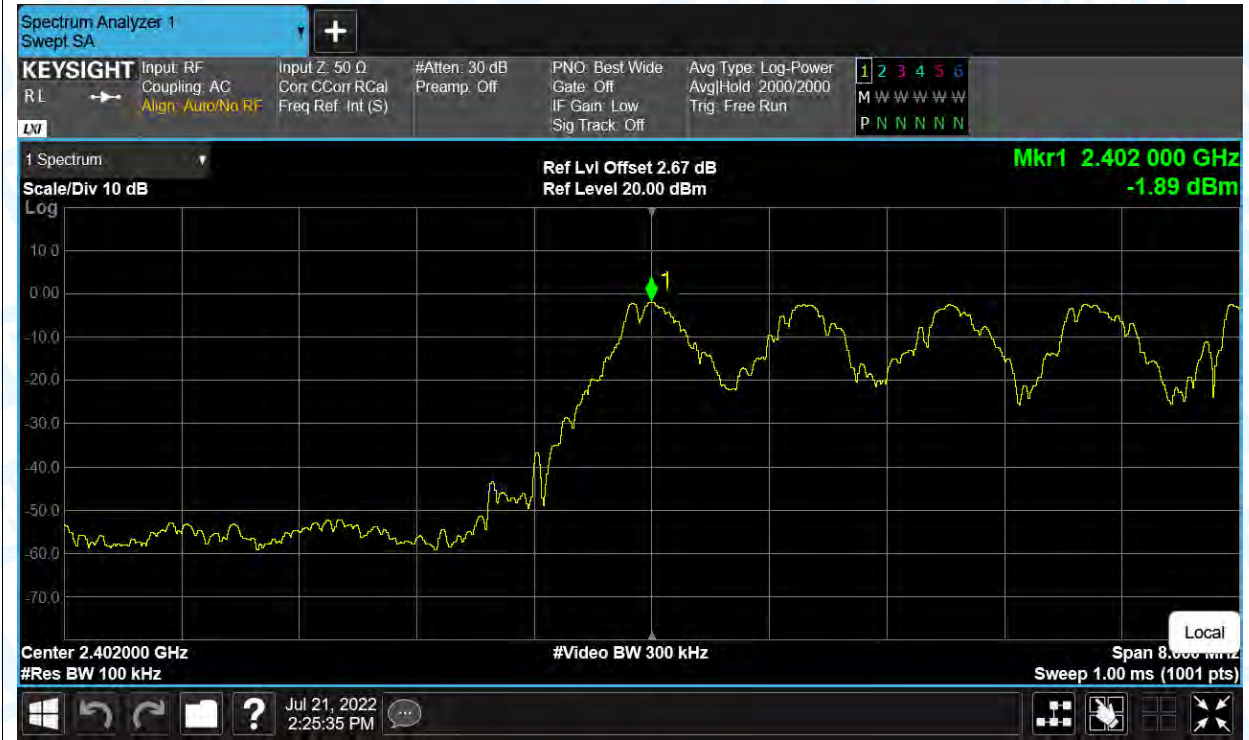 Spectrum Analyzer 1
Swept SA
+
KEYSIGHT
RL
LXI
Input: RF
Coupling: AC
Align: Auto/No RF
Input Z: 50 Ω
Corr CCorr RCal
Freq Ref: Int (S)
#Atten: 30 dB
Preamp: Off
PNO: Best Wide
Gate: Off
IF Gain: Low
Sig Track: Off
Avg Type: Log-Power
Avg|Hold: 2000/2000
Trig: Free Run
1 2 3 4 5 6
M W W W W W
P N N N N N
1 Spectrum
Scale/Div 10 dB
Log
Ref Lvl Offset 2.67 dB
Ref Level 20.00 dBm
Mkr1 2.402 000 GHz
-1.89 dBm
10.0
0.00
-10.0
-20.0
-30.0
-40.0
-50.0
-60.0
-70.0
1
Local
Center 2.402000 GHz
#Res BW 100 kHz
#Video BW 300 kHz
Span 8.000 MHz
Sweep 1.00 ms (1001 pts)
?
Jul 21, 2022
2:25:35 PM